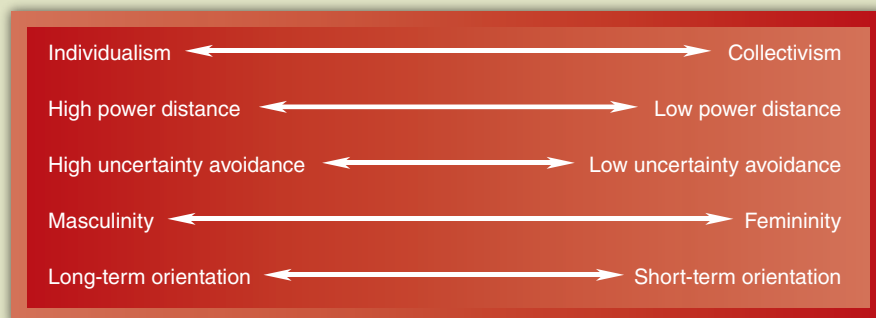 Individualism Collectivism
High power distance Low power distance
High uncertainty avoidance Low uncertainty avoidance
Masculinity Femininity
Long-term orientation Short-term orientation